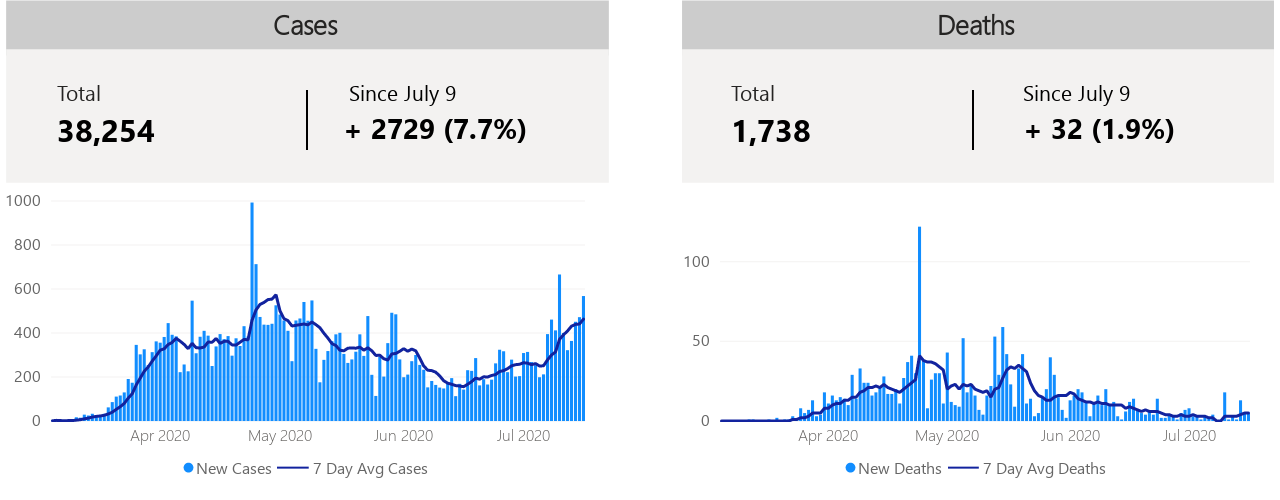 Cases
Total
Since July 9
38,254
+ 2729 (7.7%)
1000
800
600
400
200
0
Apr 2020
May 2020
Jun 2020
Jul 2020
New Cases
7 Day Avg Cases
Deaths
Total
Since July 9
1,738
+ 32 (1.9%)
100
50
0
Apr 2020
May 2020
Jun 2020
Jul 2020
New Deaths
7 Day Avg Deaths